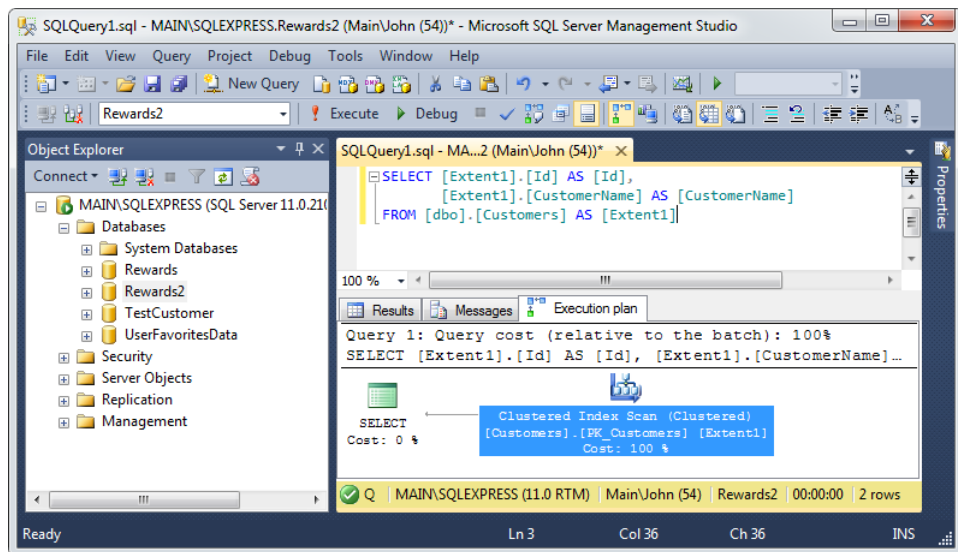 SQLQuery1.sql - MAIN\SQLEXPRESS.Rewards2 (Main\John (54))* - Microsoft SQL Server Management Studio
File Edit View Query Project Debug Tools Window Help
New Query
Rewards2 Execute Debug
Object Explorer
Connect
MAIN\SQLEXPRESS (SQL Server 11.0.21
Databases
System Databases
Rewards
Rewards2
TestCustomer
UserFavoritesData
Security
Server Objects
Replication
Management
SQLQuery1.sql - MA...2 (Main\John (54))*
SELECT [Extent1].[Id] AS [Id],
[Extent1].[CustomerName] AS [CustomerName]
FROM [dbo].[Customers] AS [Extent1]
100 %
Results Messages Execution plan
Query 1: Query cost (relative to the batch): 100%
SELECT [Extent1].[Id] AS [Id], [Extent1].[CustomerName]…
SELECT
Cost: 0 %
Clustered Index Scan (Clustered)
[Customers].[PK_Customers] [Extent1]
Cost: 100 %
Q MAIN\SQLEXPRESS (11.0 RTM) Main\John (54) Rewards2 00:00:00 2 rows
Properties
Ready Ln 3 Col 36 Ch 36 INS